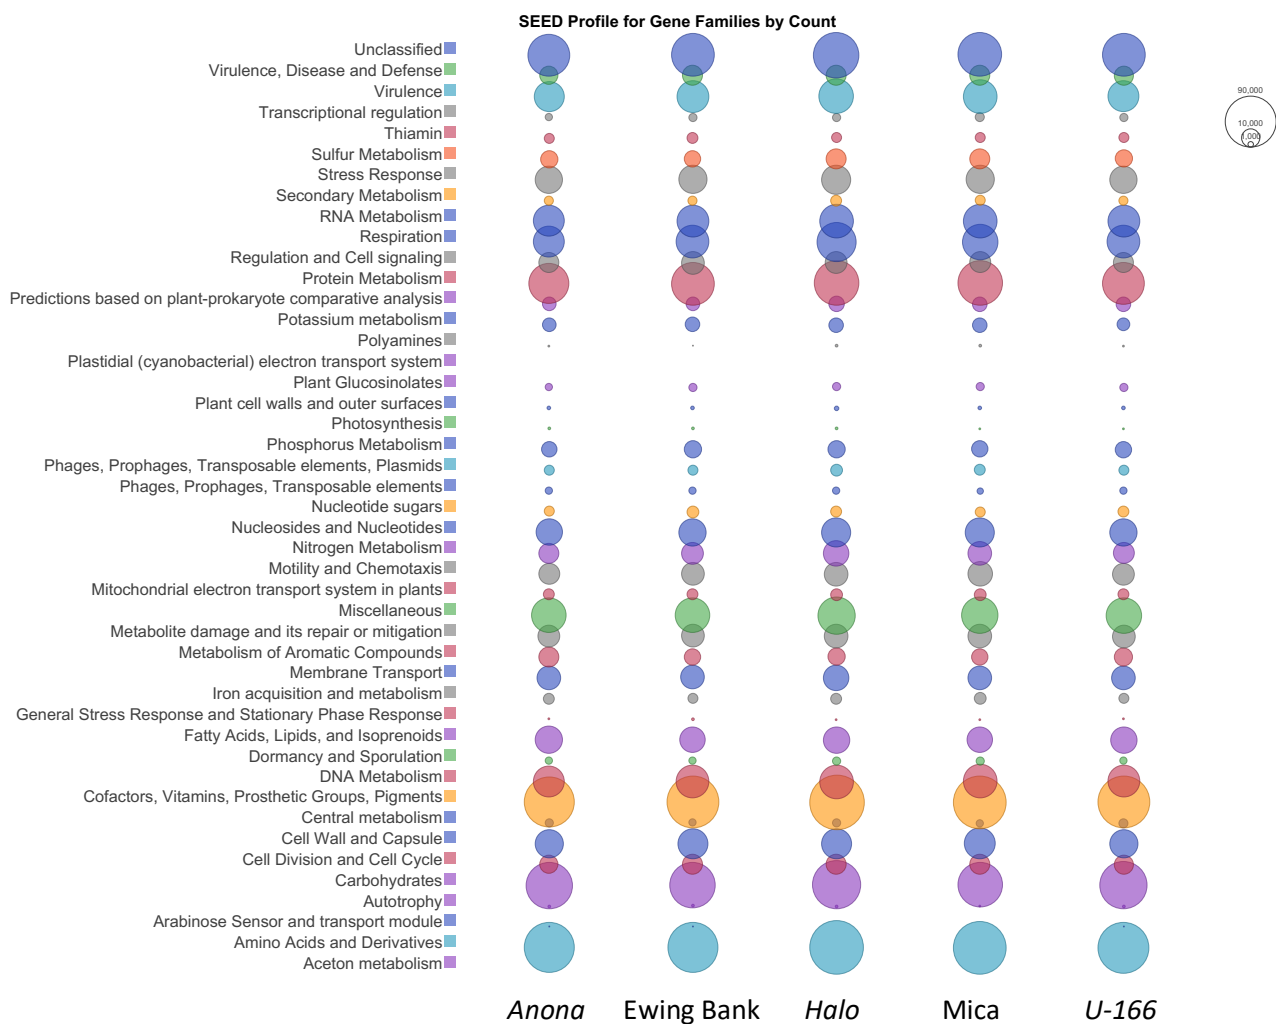 SEED Profile for Gene Families by Count
Unclassified
Virulence, Disease and Defense
Virulence
Transcriptional regulation
Thiamin
Sulfur Metabolism
Stress Response
Secondary Metabolism
RNA Metabolism
Respiration
Regulation and Cell signaling
Protein Metabolism
Predictions based on plant-prokaryote comparative analysis
Potassium metabolism
Polyamines
Plastidial (cyanobacterial) electron transport system
Plant Glucosinolates
Plant cell walls and outer surfaces
Photosynthesis
Phosphorus Metabolism
Phages, Prophages, Transposable elements, Plasmids
Phages, Prophages, Transposable elements
Nucleotide sugars
Nucleosides and Nucleotides
Nitrogen Metabolism
Motility and Chemotaxis
Mitochondrial electron transport system in plants
Miscellaneous
Metabolite damage and its repair or mitigation
Metabolism of Aromatic Compounds
Membrane Transport
Iron acquisition and metabolism
General Stress Response and Stationary Phase Response
Fatty Acids, Lipids, and Isoprenoids
Dormancy and Sporulation
DNA Metabolism
Cofactors, Vitamins, Prosthetic Groups, Pigments
Central metabolism
Cell Wall and Capsule
Cell Division and Cell Cycle
Carbohydrates
Autotrophy
Arabinose Sensor and transport module
Amino Acids and Derivatives
Aceton metabolism
90,000
10,000
1,000
Anona Ewing Bank Halo Mica U-166